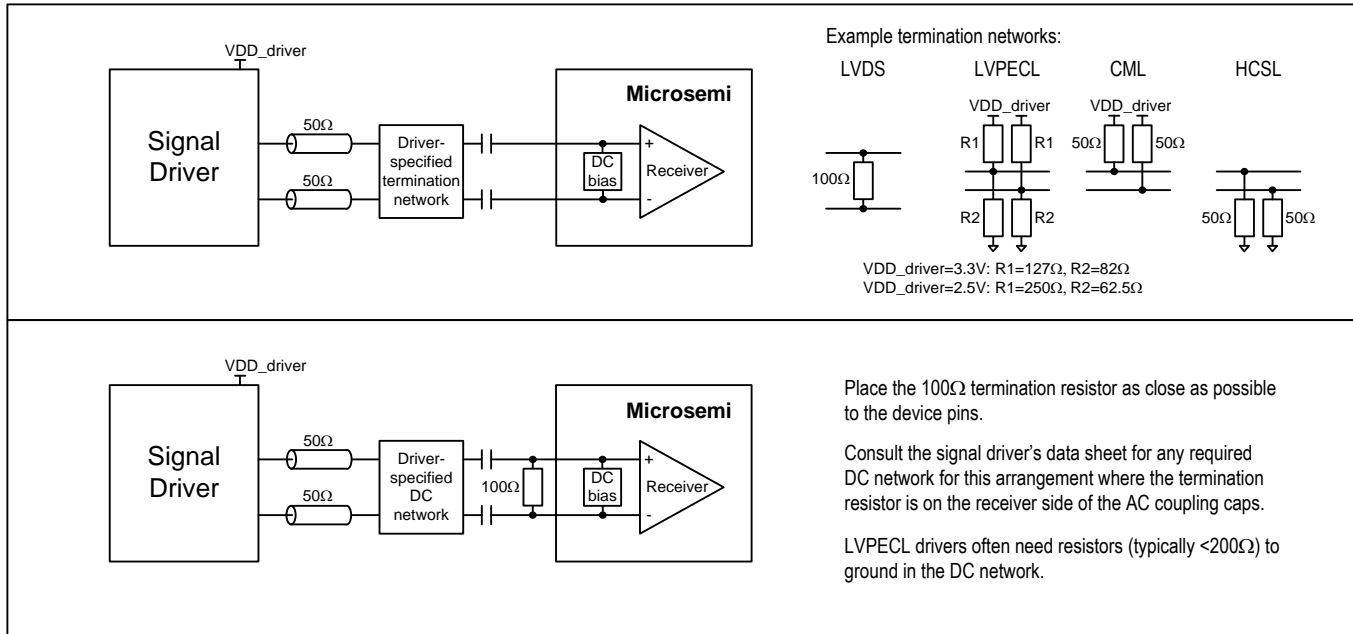 VDD_driver
Signal
Driver
50Ω
50Ω
Driver-
specified
termination
network
Microsemi
+
DC
bias
Receiver
-
Example termination networks:
LVDS
LVPECL
CML
HCSL
100Ω
VDD_driver
R1
R1
R2
R2
VDD_driver
50Ω
50Ω
50Ω
50Ω
VDD_driver=3.3V: R1=127Ω, R2=82Ω
VDD_driver=2.5V: R1=250Ω, R2=62.5Ω
VDD_driver
Signal
Driver
50Ω
50Ω
Driver-
specified
DC
network
100Ω
Microsemi
+
DC
bias
Receiver
-
Place the 100Ω termination resistor as close as possible
to the device pins.
Consult the signal driver’s data sheet for any required
DC network for this arrangement where the termination
resistor is on the receiver side of the AC coupling caps.
LVPECL drivers often need resistors (typically <200Ω) to
ground in the DC network.